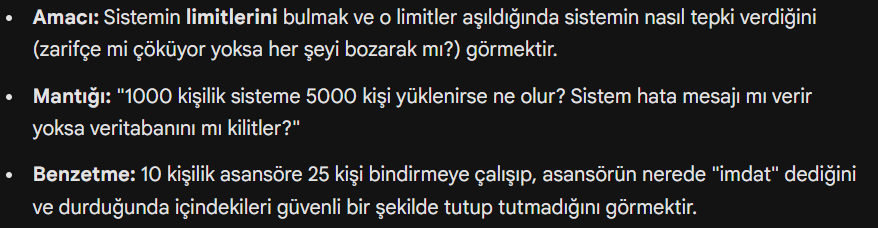 • Amacı: Sistemin limitlerini bulmak ve o limitler aşıldığında sistemin nasıl tepki verdiğini
(zarifçe mi çöküyor yoksa her şeyi bozarak mı?) görmektir.
• Mantığı: "1000 kişilik sisteme 5000 kişi yüklenirse ne olur? Sistem hata mesajı mı verir
yoksa veritabanını mı kilitler?"
• Benzetme: 10 kişilik asansöre 25 kişi bindirmeye çalışıp, asansörün nerede "imdat" dediğini
ve durduğunda içindekileri güvenli bir şekilde tutup tutmadığını görmektir.